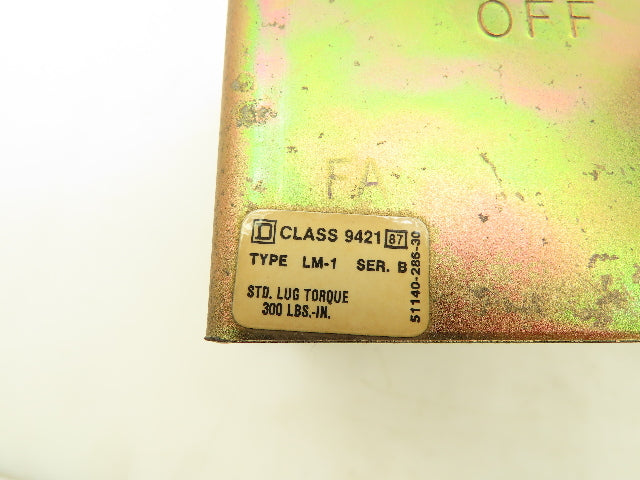 OFF
FA
D CLASS 9421 87
TYPE LM-1 SER. B
STD. LUG TORQUE
300 LBS.-IN.
51140-286-30